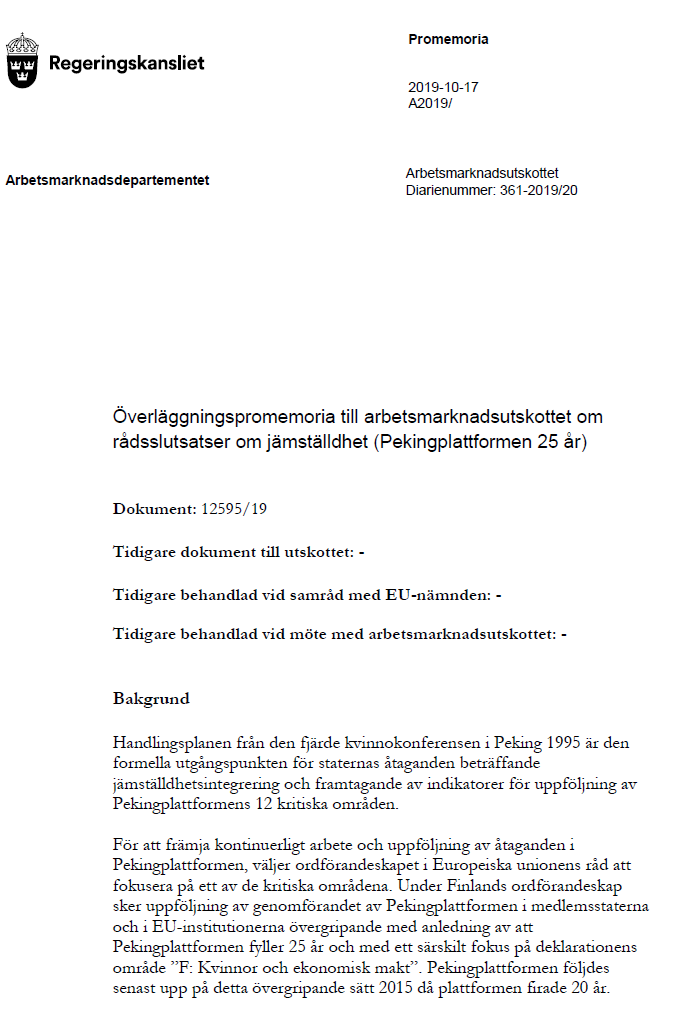 Promemoria
Regeringskansliet
2019-10-17
A2019/
Arbetsmarknadsdepartementet
Arbetsmarknadsutskottet
Diarienummer: 361-2019/20
Överläggningspromemoria till arbetsmarknadsutskottet om
rådsslutsatser om jämställdhet (Pekingplattformen 25 år)
Dokument: 12595/19
Tidigare dokument till utskottet: -
Tidigare behandlad vid samråd med EU-nämnden: -
Tidigare behandlad vid möte med arbetsmarknadsutskottet: -
Bakgrund
Handlingsplanen från den fjärde kvinnokonferensen i Peking 1995 är den
formella utgångspunkten för staternas åtaganden beträffande
jämställdhetsintegrering och framtagande av indikatorer för uppföljning av
Pekingplattformens 12 kritiska områden.
För att främja kontinuerligt arbete och uppföljning av åtaganden i
Pekingplattformen, väljer ordförandeskapet i Europeiska unionens råd att
fokusera på ett av de kritiska områdena. Under Finlands ordförandeskap
sker uppföljning av genomförandet av Pekingplattformen i medlemsstaterna
och i EU-institutionerna övergripande med anledning av att
Pekingplattformen fyller 25 år och med ett särskilt fokus på deklarationens
område ”F: Kvinnor och ekonomisk makt”. Pekingplattformen följdes
senast upp på detta övergripande sätt 2015 då plattformen firade 20 år.